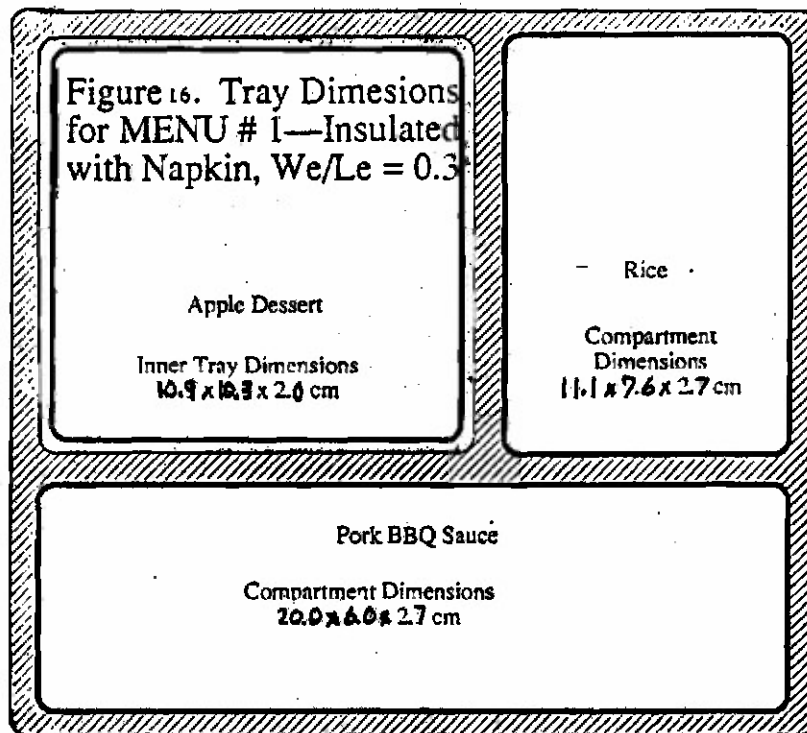 Figure 16. Tray Dimesions
for MENU # 1—Insulated
with Napkin, We/Le = 0.3
Apple Dessert
Inner Tray Dimensions
10.9 x 10.3 x 2.6 cm
Rice
Compartment
Dimensions
11.1 x 7.6 x 2.7 cm
Pork BBQ Sauce
Compartment Dimensions
20.0 x 6.0 x 2.7 cm